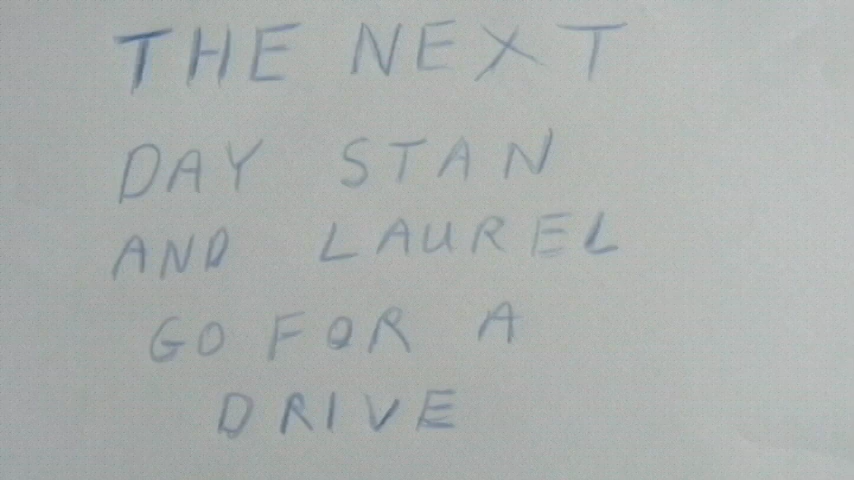 THE NEXT
DAY STAN
AND LAUREL
GO FOR A
DRIVE